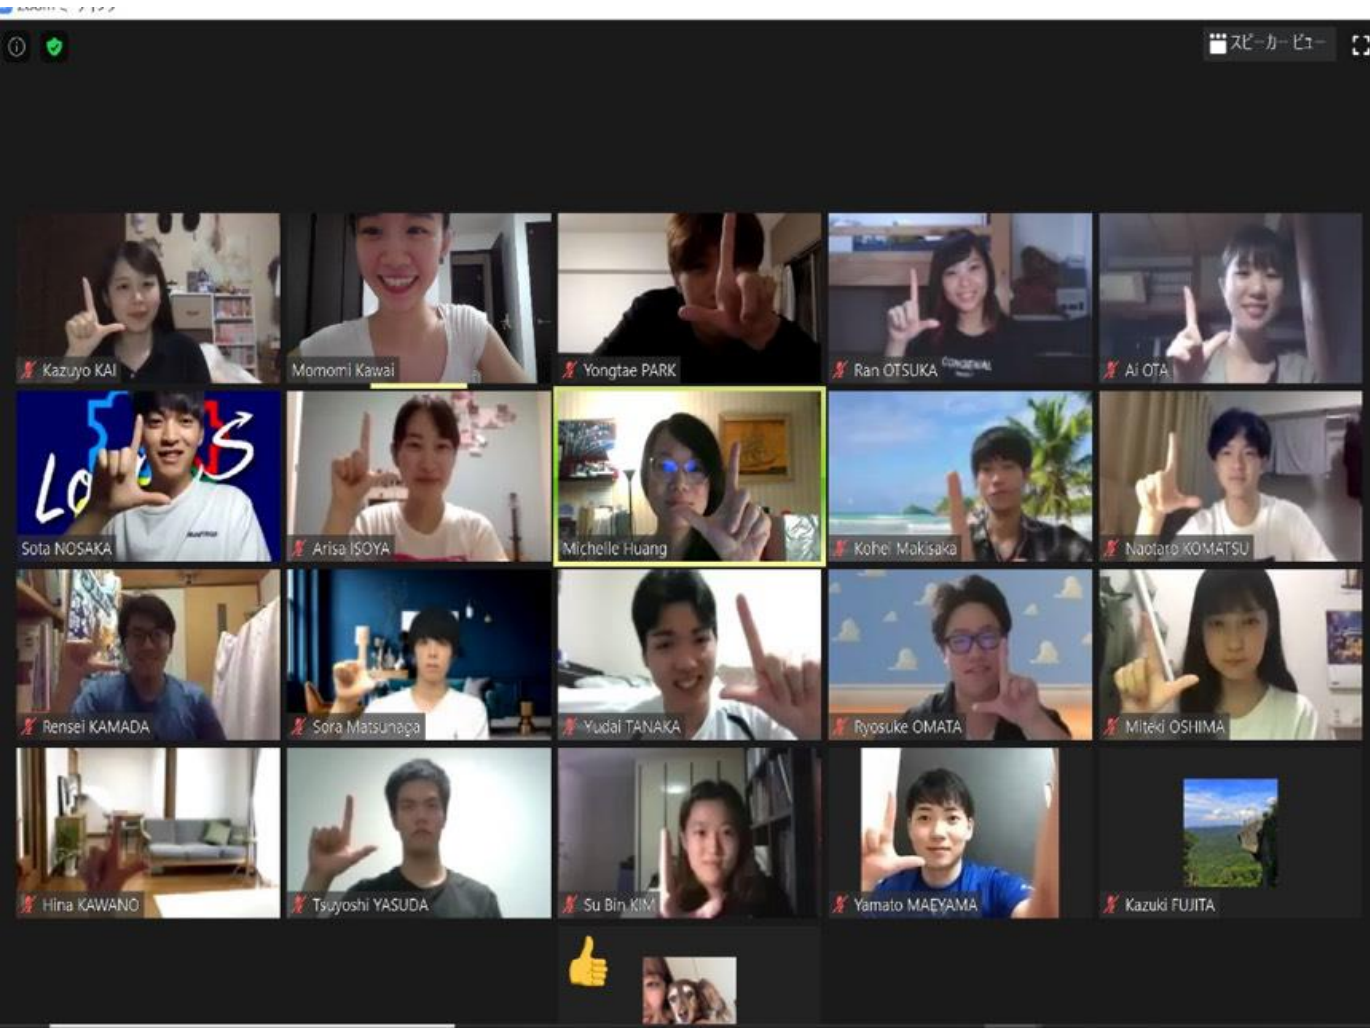 スピーカー ビュー
Kazuyo KAI
Momomi Kawai
Yongtae PARK
Ran OTSUKA
CONGENIAL
Ai OTA
Sota NOSAKA
Arisa ISOYA
Michelle Huang
Kohei Makisaka
Naotaro KOMATSU
Rensei KAMADA
Sora Matsunaga
Yudai TANAKA
Ryosuke OMATA
Miteki OSHIMA
Hina KAWANO
Tsuyoshi YASUDA
Su Bin KIM
Yamato MAEYAMA
Kazuki FUJITA